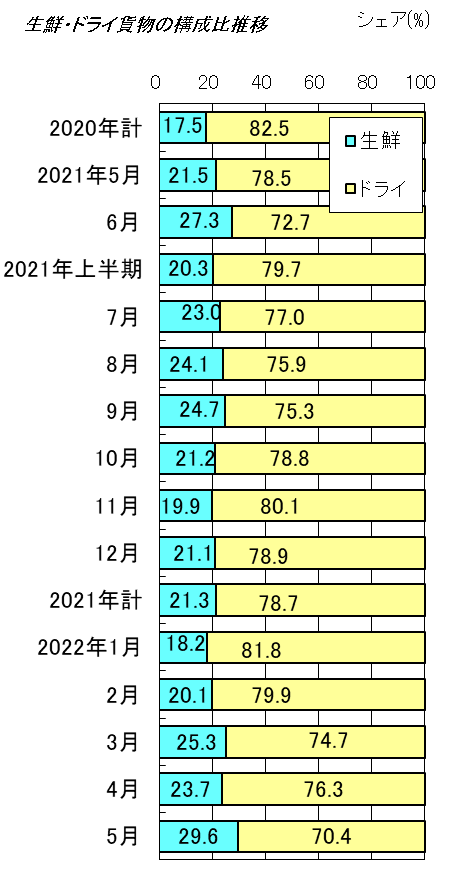 生鮮・ドライ貨物の構成比推移
シェア(%)
0 20 40 60 80 100
2020年計 17.5 82.5
生鮮
2021年5月 21.5 78.5
ドライ
6月 27.3 72.7
2021年上半期 20.3 79.7
7月 23.0 77.0
8月 24.1 75.9
9月 24.7 75.3
10月 21.2 78.8
11月 19.9 80.1
12月 21.1 78.9
2021年計 21.3 78.7
2022年1月 18.2 81.8
2月 20.1 79.9
3月 25.3 74.7
4月 23.7 76.3
5月 29.6 70.4